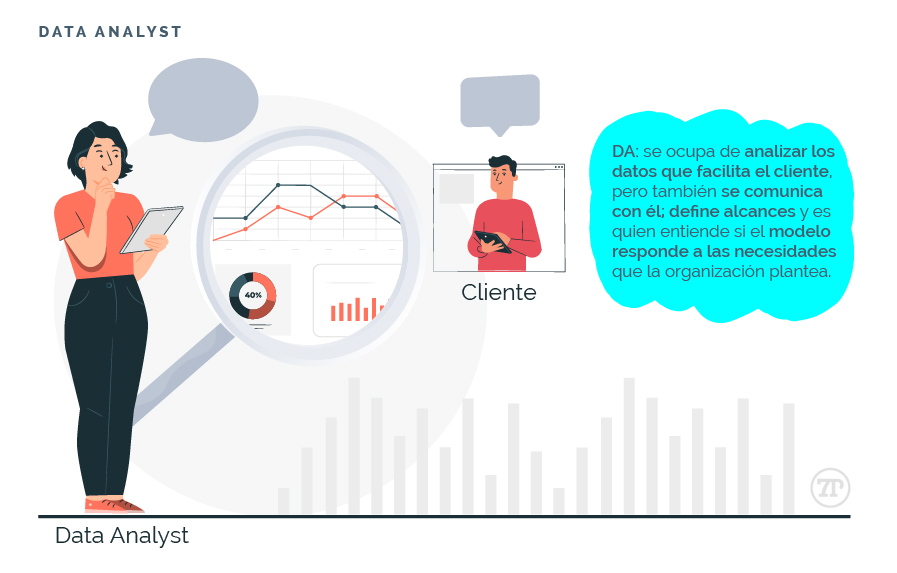 DATA ANALYST
DA: se ocupa de analizar los
datos que facilita el cliente,
pero también se comunica
con él; define alcances y es
quien entiende si el modelo
responde a las necesidades
que la organización plantea.
40%
Cliente
Data Analyst